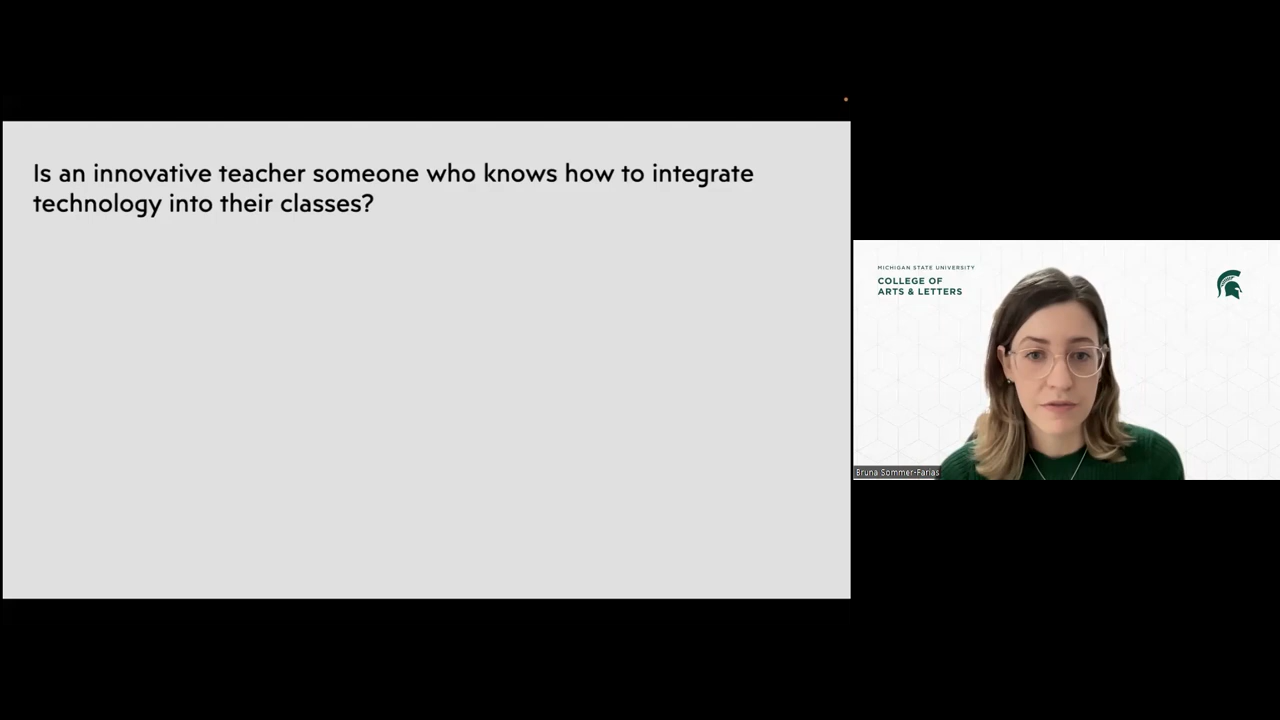 Is an innovative teacher someone who knows how to integrate
technology into their classes?
MICHIGAN STATE UNIVERSITY
COLLEGE OF
ARTS & LETTERS
Bruna Sommer-Farias